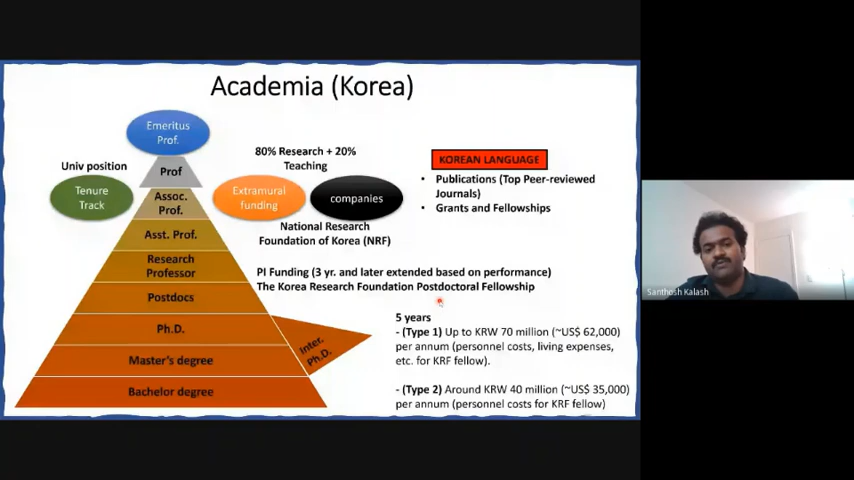 Academia (Korea)
Emeritus
Prof.
Univ position
Tenure
Track
Prof
Assoc.
Prof.
Asst. Prof.
Research
Professor
Postdocs
Ph.D.
Master's degree
Bachelor degree
Inter.
Ph.D.
80% Research + 20%
Teaching
Extramural
funding
companies
National Research
Foundation of Korea (NRF)
KOREAN LANGUAGE
• Publications (Top Peer-reviewed
Journals)
• Grants and Fellowships
PI Funding (3 yr. and later extended based on performance)
The Korea Research Foundation Postdoctoral Fellowship
5 years
- (Type 1) Up to KRW 70 million (~US$ 62,000)
per annum (personnel costs, living expenses,
etc. for KRF fellow).
- (Type 2) Around KRW 40 million (~US$ 35,000)
per annum (personnel costs for KRF fellow)
Santhosh Kalash